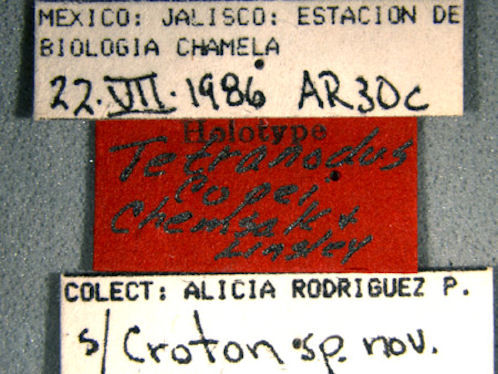 MEXICO: JALISCO: ESTACION DE
BIOLOGIA CHAMELA
22.VII.1986 AR30c
Holotype
Tetranodus
copei
Chemsak &
Linsley
COLECT: ALICIA RODRIGUEZ P.
s/Croton sp. nov.